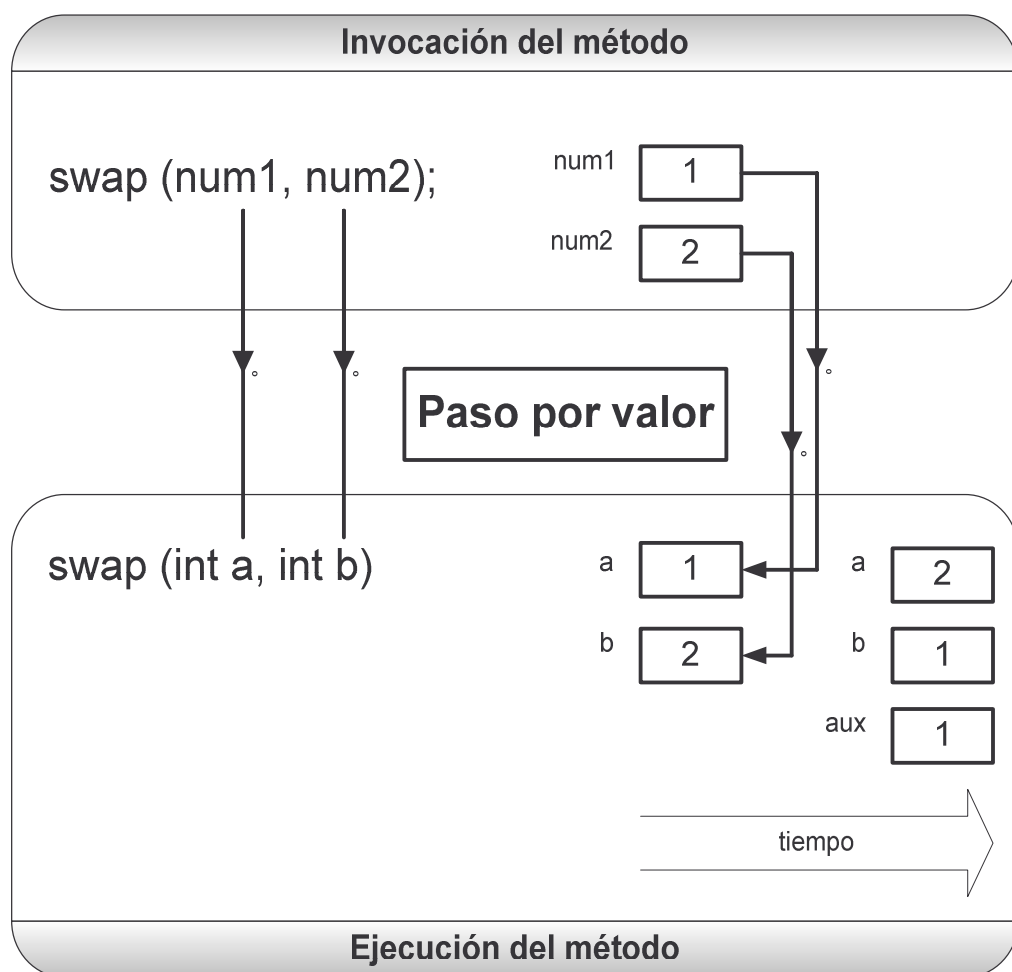 Invocación del método
swap (num1, num2);
num1
1
num2
2
Paso por valor
swap (int a, int b)
a
1
a
2
b
2
b
1
aux
1
tiempo
Ejecución del método